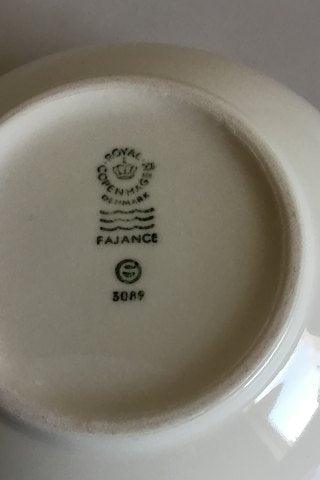 ROYAL
COPENHAGEN
DENMARK
FAJANCE
3089